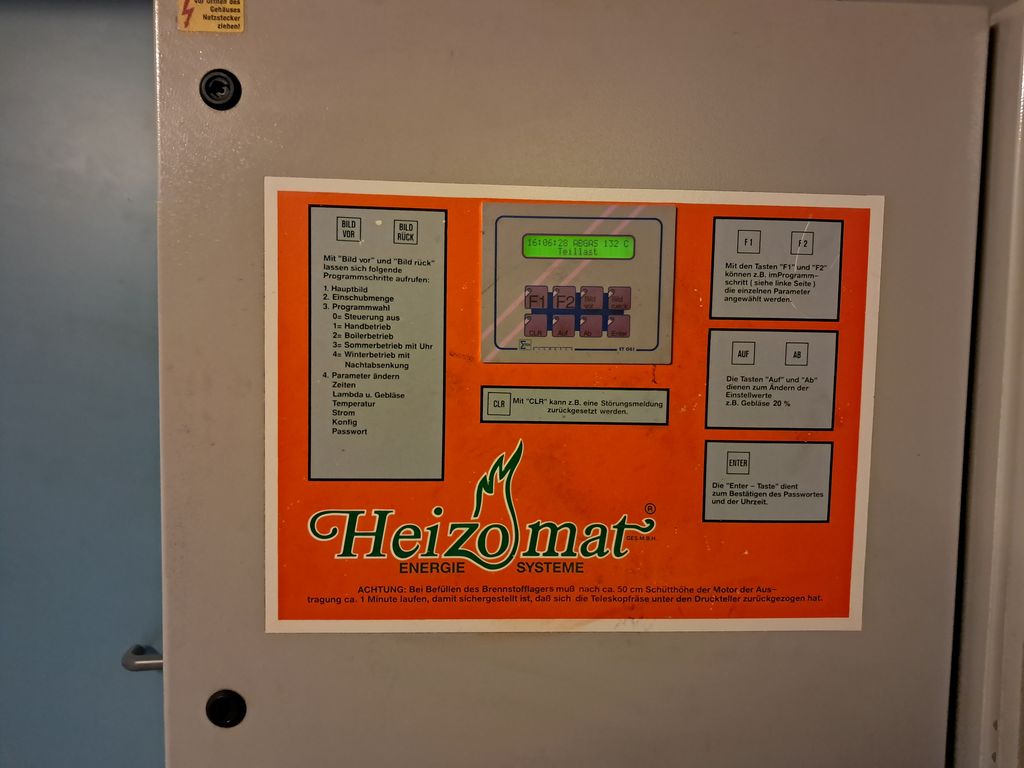 vor Öffnen des
Gehäuses
Netzstecker
ziehen!
BILD
VOR
BILD
RÜCK
Mit "Bild vor" und "Bild rück"
lassen sich folgende
Programmschritte aufrufen:
1. Hauptbild
2. Einschubmenge
3. Programmwahl
0= Steuerung aus
1= Handbetrieb
2= Boilerbetrieb
3= Sommerbetrieb mit Uhr
4= Winterbetrieb mit
Nachtabsenkung
4. Parameter ändern
Zeiten
Lambda u. Gebläse
Temperatur
Strom
Konfig
Passwort
16:06:28 ABGAS 132 C
Teillast
F1 F2 Bild vor Bild rück
CLR Auf Ab Enter
CLR
Mit "CLR" kann z.B. eine Störungsmeldung
zurückgesetzt werden.
F1 F2
Mit den Tasten "F1" und "F2"
können z.B. imProgramm–
schritt ( siehe linke Seite )
die einzelnen Parameter
angewählt werden.
AUF AB
Die Tasten "Auf" und "Ab"
dienen zum Ändern der
Einstellwerte
z.B. Gebläse 20 %
ENTER
Die "Enter – Taste" dient
zum Bestätigen des Passwortes
und der Uhrzeit.
Heizomat ®
GES.M.B.H.
ENERGIE SYSTEME
ACHTUNG: Bei Befüllen des Brennstofflagers muß nach ca. 50 cm Schütthöhe der Motor der Aus–
tragung ca. 1 Minute laufen, damit sichergestellt ist, daß sich die Teleskopfräse unter den Druckteller zurückgezogen hat.